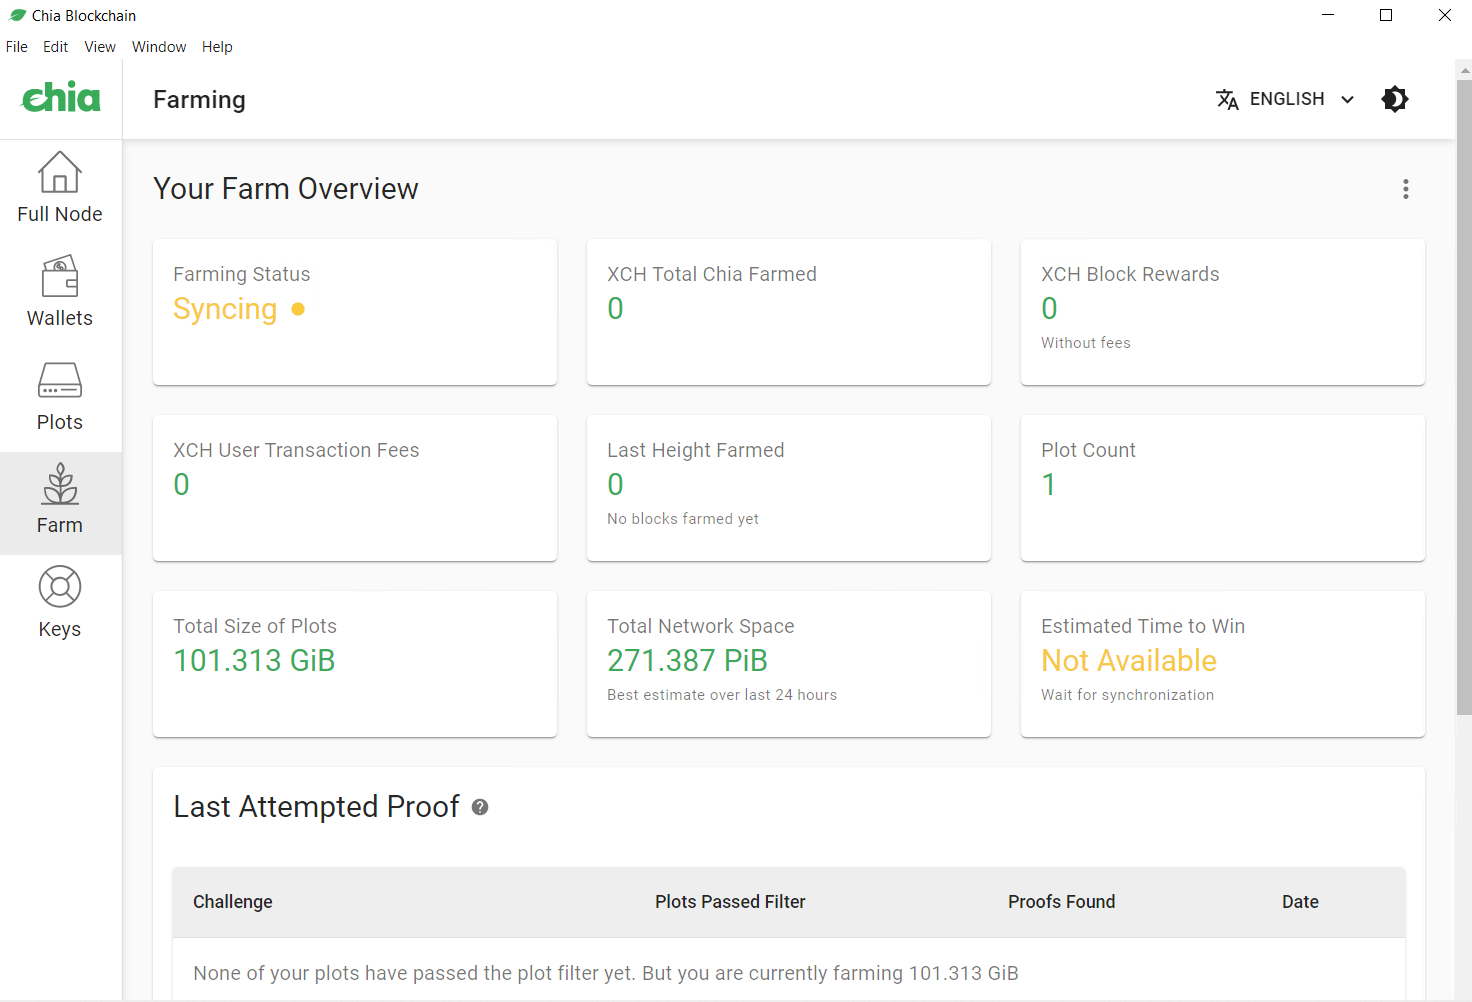 Chia Blockchain
File Edit View Window Help
chia
Farming
ENGLISH
Full Node
Wallets
Plots
Farm
Keys
Your Farm Overview
Farming Status
Syncing
XCH Total Chia Farmed
0
XCH Block Rewards
0
Without fees
XCH User Transaction Fees
0
Last Height Farmed
0
No blocks farmed yet
Plot Count
1
Total Size of Plots
101.313 GiB
Total Network Space
271.387 PiB
Best estimate over last 24 hours
Estimated Time to Win
Not Available
Wait for synchronization
Last Attempted Proof ?
Challenge Plots Passed Filter Proofs Found Date
None of your plots have passed the plot filter yet. But you are currently farming 101.313 GiB